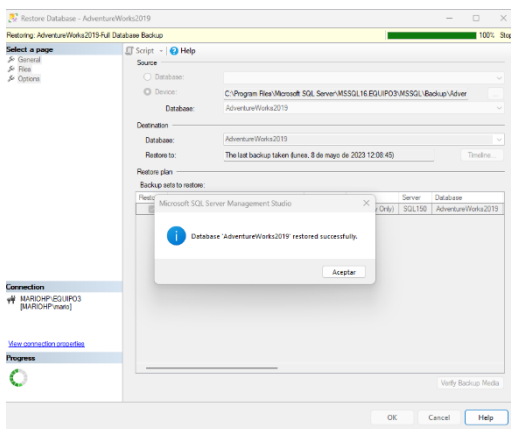 Restore Database - AdventureWorks2019
Restoring: AdventureWorks2019-Full Database Backup
100%
Stop
Select a page
General
Files
Options
Script
Help
Source
Database:
Device:
C:\Program Files\Microsoft SQL Server\MSSQL16.EQUIPO3\MSSQL\Backup\Adver
...
Database:
AdventureWorks2019
Destination
Database:
AdventureWorks2019
Restore to:
The last backup taken (lunes, 8 de mayo de 2023 12:08:45)
Timeline...
Restore plan
Backup sets to restore:
Server
Database
Only)
SQL150
AdventureWorks2019
Microsoft SQL Server Management Studio
Database 'AdventureWorks2019' restored successfully.
Aceptar
Connection
MARIOHP\EQUIPO3
[MARIOHP\mario]
View connection properties
Progress
Verify Backup Media
OK
Cancel
Help